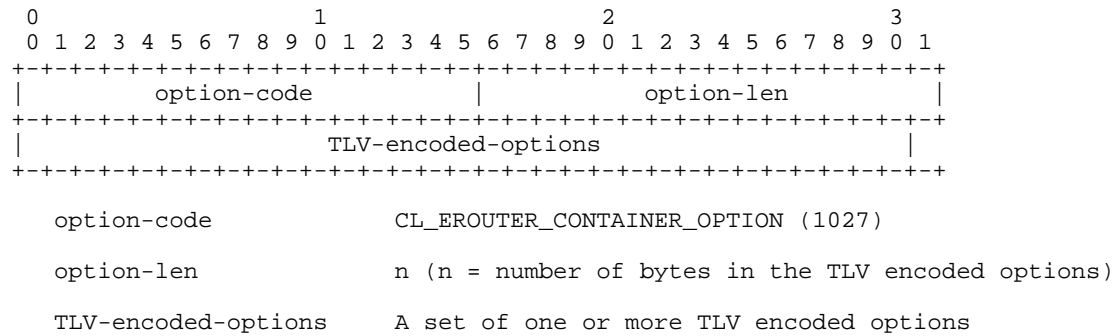 0                   1                   2                   3
 0 1 2 3 4 5 6 7 8 9 0 1 2 3 4 5 6 7 8 9 0 1 2 3 4 5 6 7 8 9 0 1
+-+-+-+-+-+-+-+-+-+-+-+-+-+-+-+-+-+-+-+-+-+-+-+-+-+-+-+-+-+-+-+-+
|         option-code           |           option-len          |
+-+-+-+-+-+-+-+-+-+-+-+-+-+-+-+-+-+-+-+-+-+-+-+-+-+-+-+-+-+-+-+-+
|                     TLV-encoded-options                     |
+-+-+-+-+-+-+-+-+-+-+-+-+-+-+-+-+-+-+-+-+-+-+-+-+-+-+-+-+-+-+-+-+
   option-code            CL_EROUTER_CONTAINER_OPTION (1027)
   option-len             n (n = number of bytes in the TLV encoded options)
   TLV-encoded-options    A set of one or more TLV encoded options